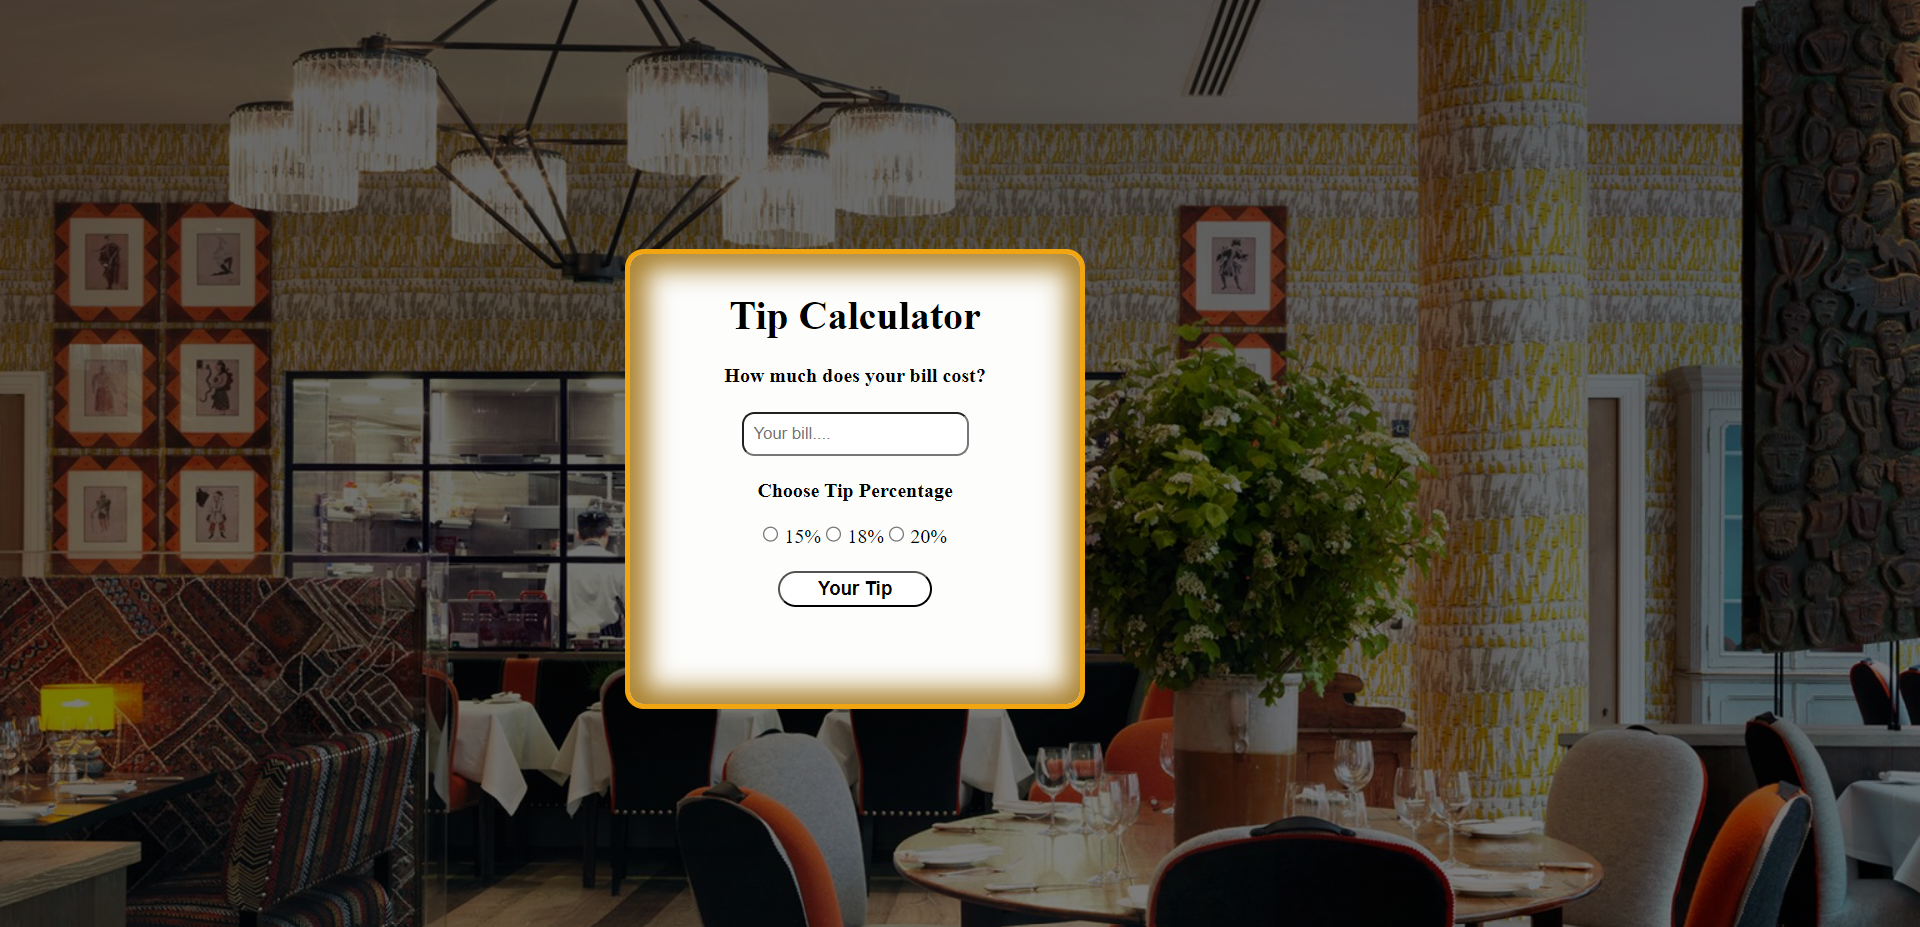 Tip Calculator
How much does your bill cost?
Your bill....
Choose Tip Percentage
15% 18% 20%
Your Tip